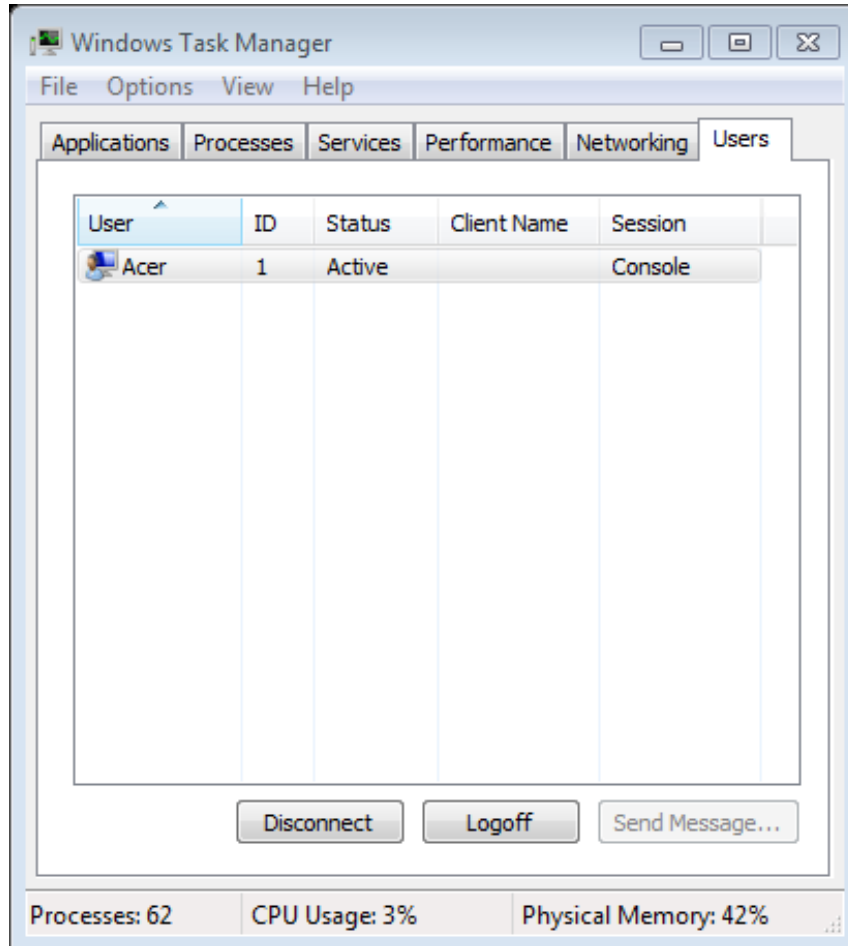 Windows Task Manager
File Options View Help
Applications Processes Services Performance Networking Users
User ID Status Client Name Session
Acer 1 Active Console
Disconnect Logoff Send Message...
Processes: 62 CPU Usage: 3% Physical Memory: 42%